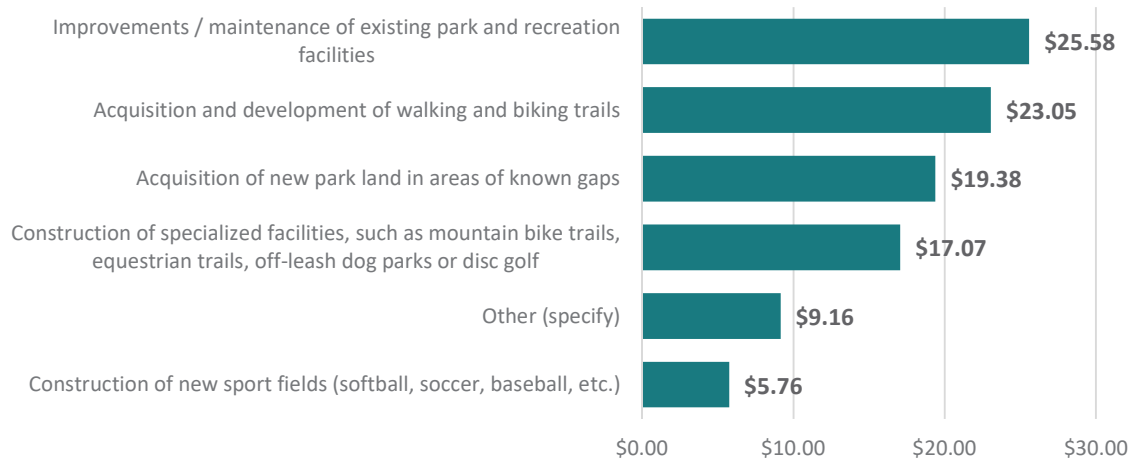 Improvements / maintenance of existing park and recreation
facilities
$25.58
Acquisition and development of walking and biking trails
$23.05
Acquisition of new park land in areas of known gaps
$19.38
Construction of specialized facilities, such as mountain bike trails,
equestrian trails, off-leash dog parks or disc golf
$17.07
Other (specify)
$9.16
Construction of new sport fields (softball, soccer, baseball, etc.)
$5.76
$0.00 $10.00 $20.00 $30.00